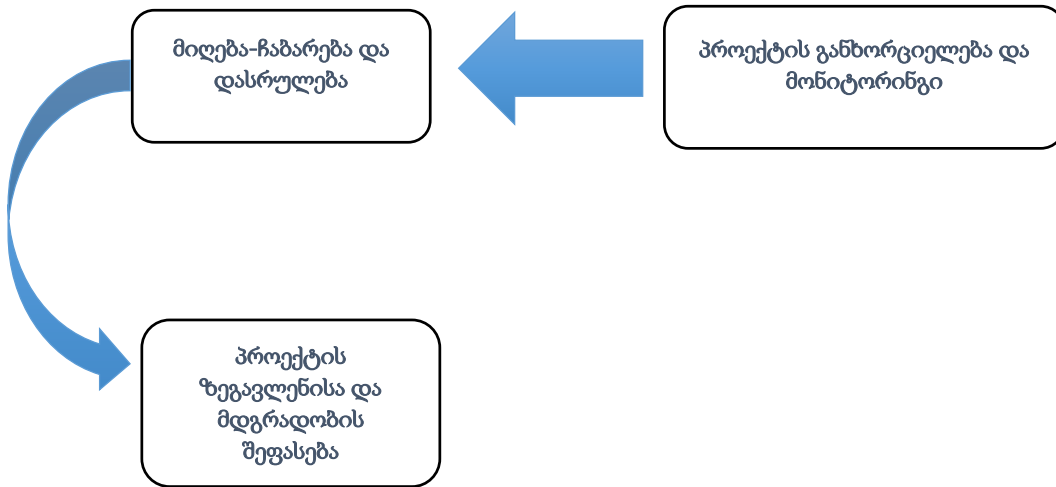 მიღება-ჩაბარება და
დასრულება
პროექტის განხორციელება და
მონიტორინგი
პროექტის
ზეგავლენისა და
მდგრადობის
შეფასება